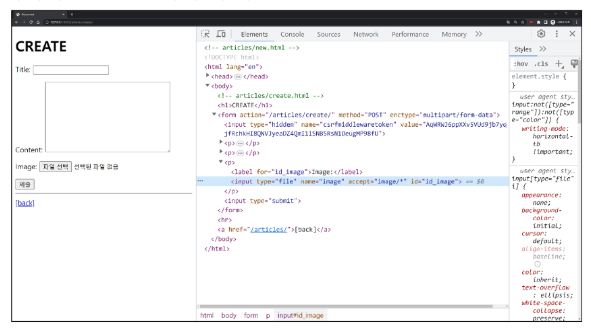 CREATE
Title:
Content:
Image: 파일 선택 선택된 파일 없음
제출
[back]
Elements Console Sources Network Performance Memory
<!-- articles/new.html -->
<!DOCTYPE html>
<html lang="en">
<head> </head>
<body>
<!-- articles/create.html -->
<h1>CREATE</h1>
<form action="/articles/create/" method="POST" enctype="multipart/form-data">
<input type="hidden" name="csrfmiddlewaretoken" value=
<p> </p>
<p> </p>
<p>
<label for="id_image">Image:</label>
<input type="file" name="image" accept="image/*" id="id_image"> == $0
</p>
<input type="submit">
</form>
<hr>
<a href="/articles/">[back]</a>
</body>
</html>
html body form p input#id_image
Styles
:hov .cls
element.style {
}
user agent sty…
input:not([type="
range"]):not([typ
e="color"]) {
writing-mode:
horizontal-
tb
!important;
}
user agent sty…
input[type="file"
i] {
appearance:
none;
background-
color:
initial;
cursor:
default;
align-items:
baseline;
color:
inherit;
text-overflow
: ellipsis;
white-space-
collapse:
preserve;